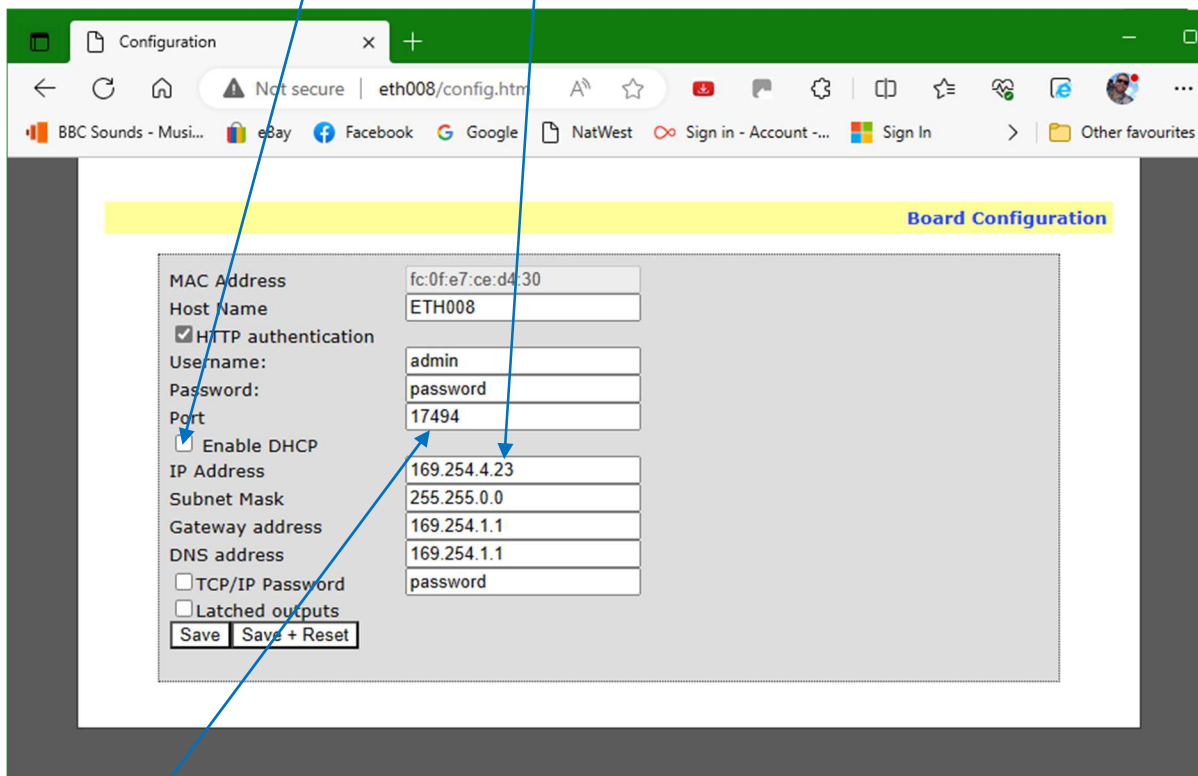 Configuration
Not secure | eth008/config.htm
BBC Sounds - Musi... eBay Facebook Google NatWest Sign in - Account -... Sign In Other favourites
Board Configuration
MAC Address fc:0f:e7:ce:d4:30
Host Name ETH008
HTTP authentication
Username: admin
Password: password
Port 17494
Enable DHCP
IP Address 169.254.4.23
Subnet Mask 255.255.0.0
Gateway address 169.254.1.1
DNS address 169.254.1.1
TCP/IP Password password
Latched outputs
Save Save + Reset